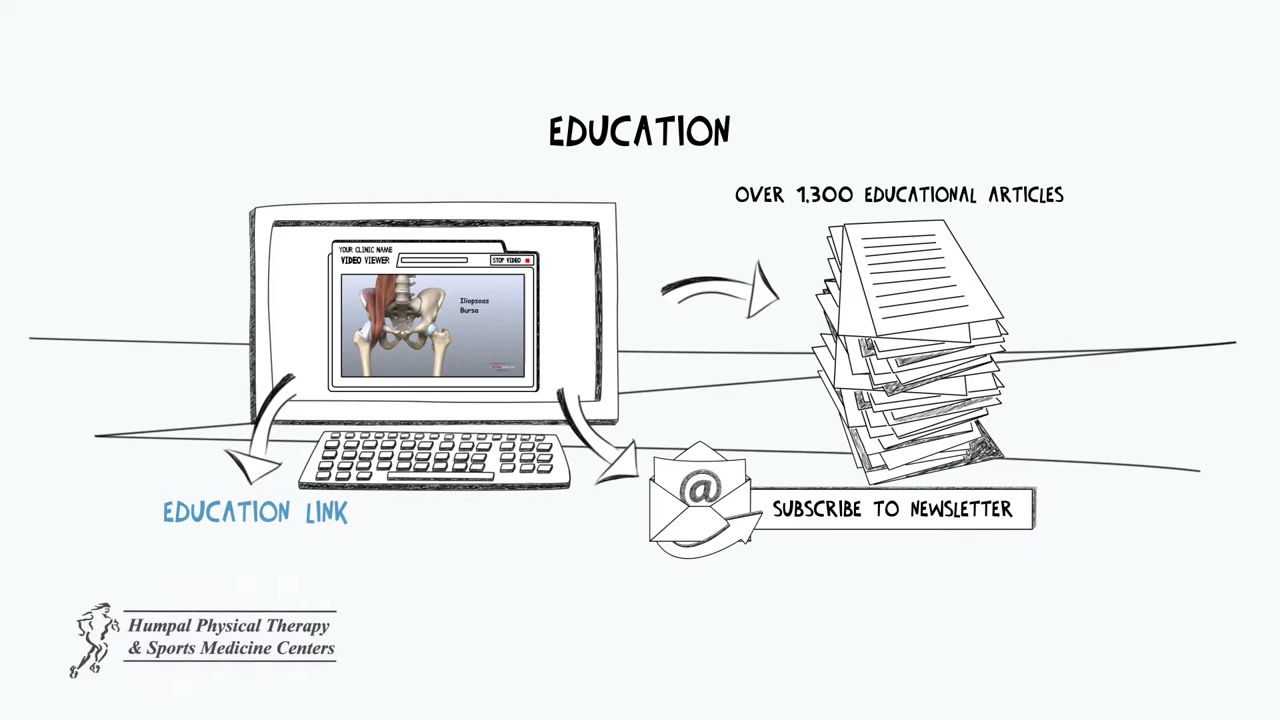 EDUCATION
OVER 1,300 EDUCATIONAL ARTICLES
YOUR CLINIC NAME
VIDEO VIEWER
STOP VIDEO
Iliopsoas
Bursa
@
EDUCATION LINK
SUBSCRIBE TO NEWSLETTER
Humpal Physical Therapy
& Sports Medicine Centers